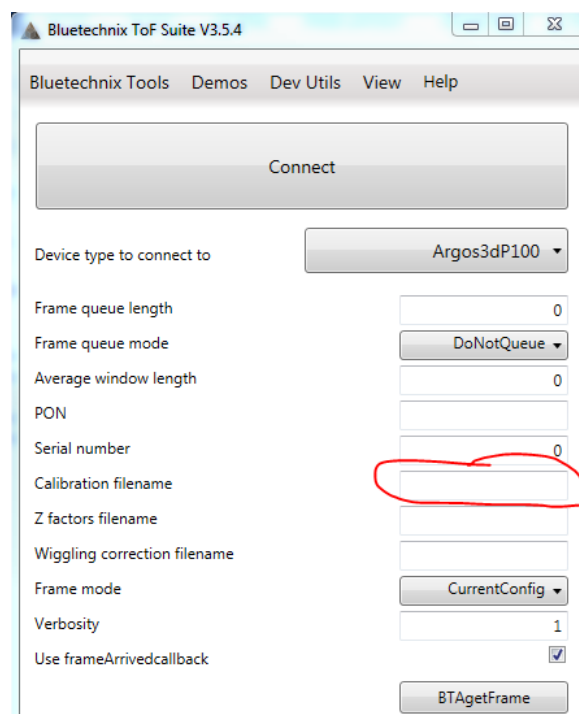 Bluetechnix ToF Suite V3.5.4
Bluetechnix Tools Demos Dev Utils View Help
Connect
Device type to connect to Argos3dP100
Frame queue length 0
Frame queue mode DoNotQueue
Average window length 0
PON
Serial number 0
Calibration filename
Z factors filename
Wiggling correction filename
Frame mode CurrentConfig
Verbosity 1
Use frameArrivedcallback
BTAgetFrame